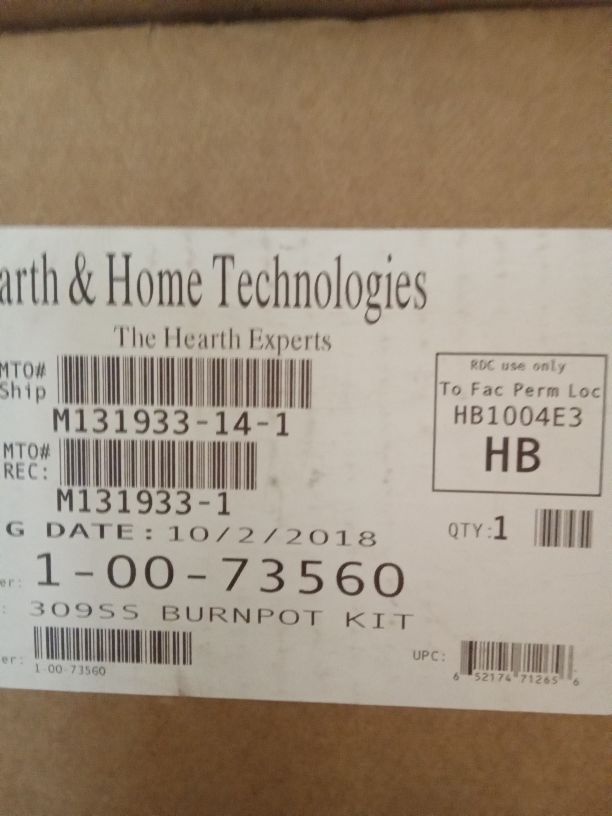 arth & Home Technologies
The Hearth Experts
MTO#
Ship
M131933-14-1
MTO#
REC:
M131933-1
RDC use only
To Fac Perm Loc
HB1004E3
HB
G DATE: 10/2/2018
QTY:1
er: 1-00-73560
: 309SS BURNPOT KIT
er:
1-00-73560
UPC:
6 52174 71265 6